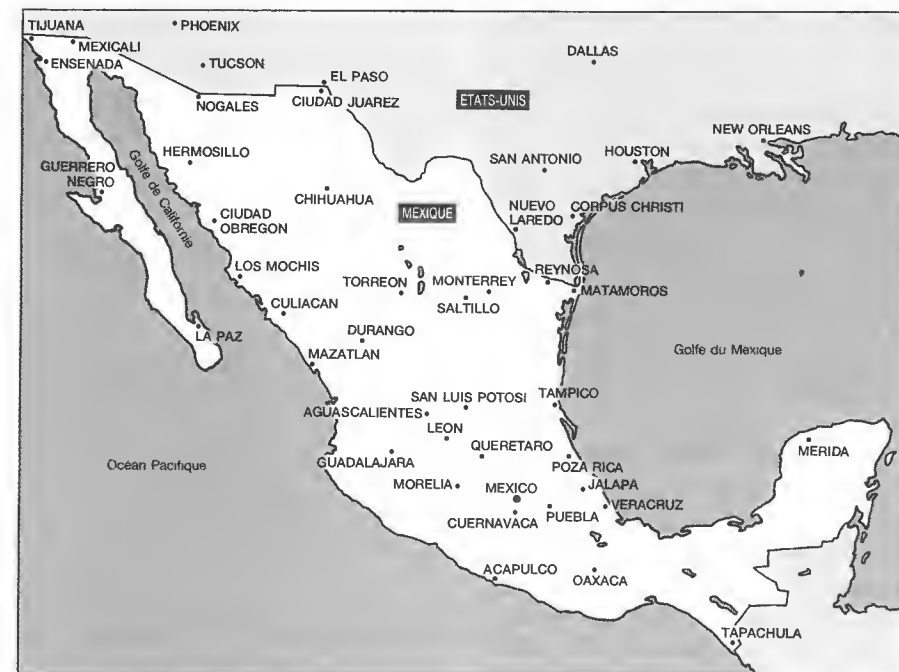 TIJUANA
PHOENIX
MEXICALI
ENSENADA
TUCSON
DALLAS
EL PASO
NOGALES
CIUDAD JUAREZ
ETATS-UNIS
NEW ORLEANS
HERMOSILLO
SAN ANTONIO
HOUSTON
GUERRERO
NEGRO
Golfe de Californie
CHIHUAHUA
MEXIQUE
NUEVO
LAREDO
CORPUS CHRISTI
CIUDAD
OBREGON
LOS MOCHIS
TORREON
MONTERREY
REYNOSA
MATAMOROS
SALTILLO
CULIACAN
LA PAZ
DURANGO
MAZATLAN
Golfe du Mexique
SAN LUIS POTOSI
TAMPICO
AGUASCALIENTES
LEON
QUERETARO
MERIDA
Océan Pacifique
GUADALAJARA
POZA RICA
MORELIA
MEXICO
JALAPA
VERACRUZ
CUERNAVACA
PUEBLA
ACAPULCO
OAXACA
TAPACHULA